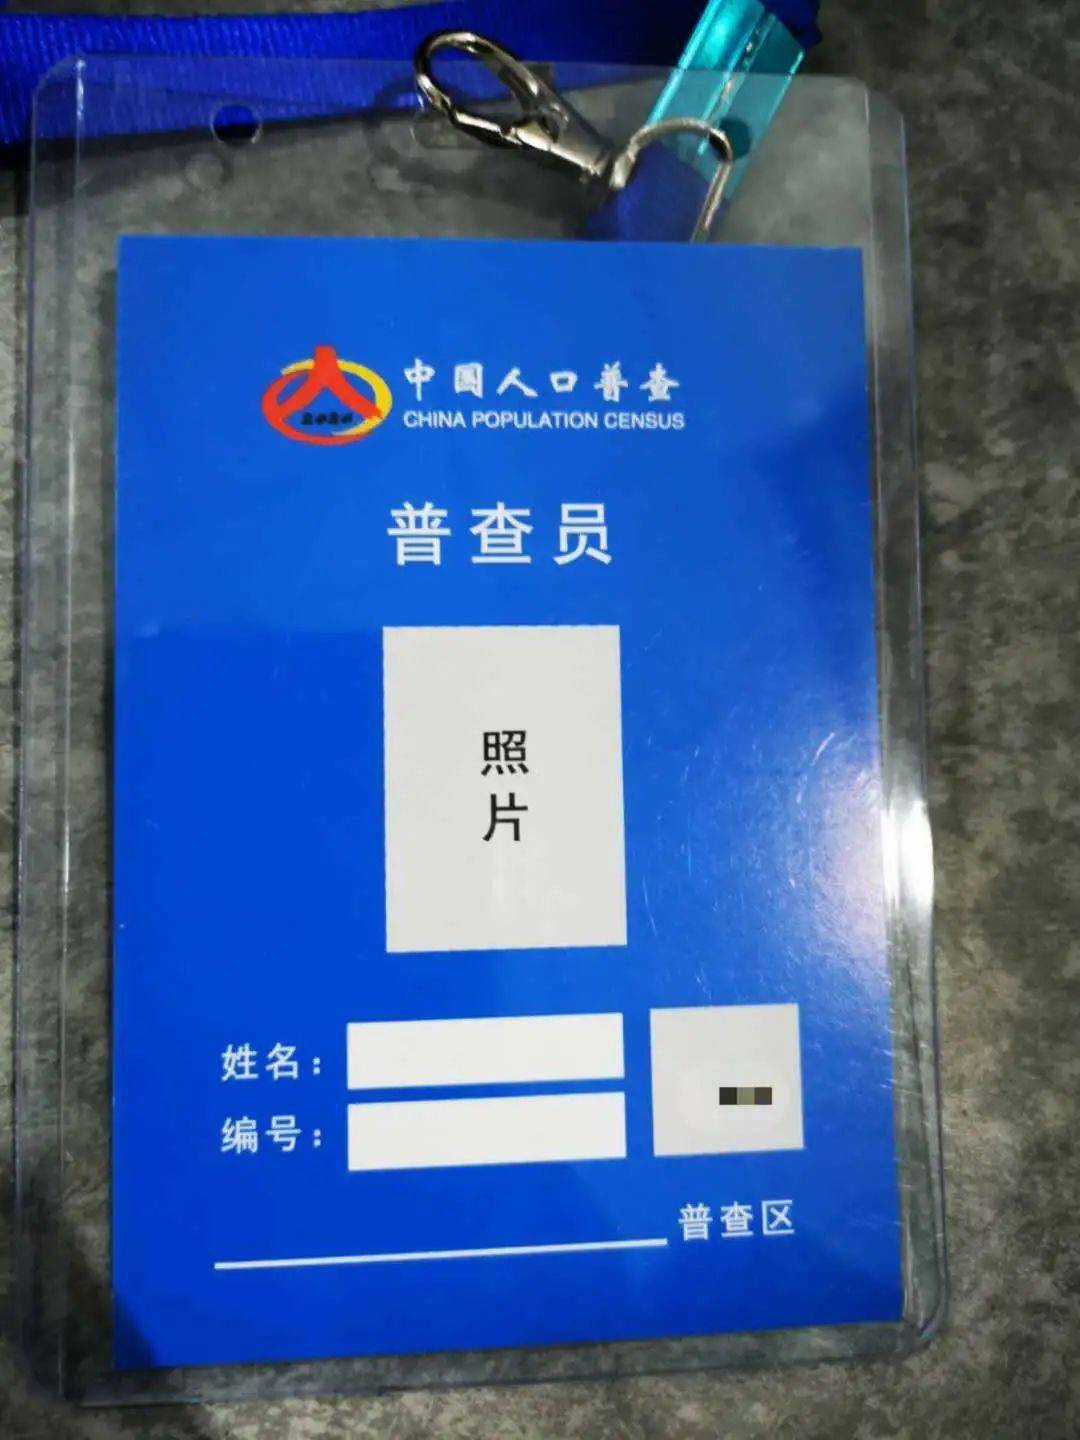 中国人口普查
CHINA POPULATION CENSUS
普查员
照
片
姓名：
编号：
普查区